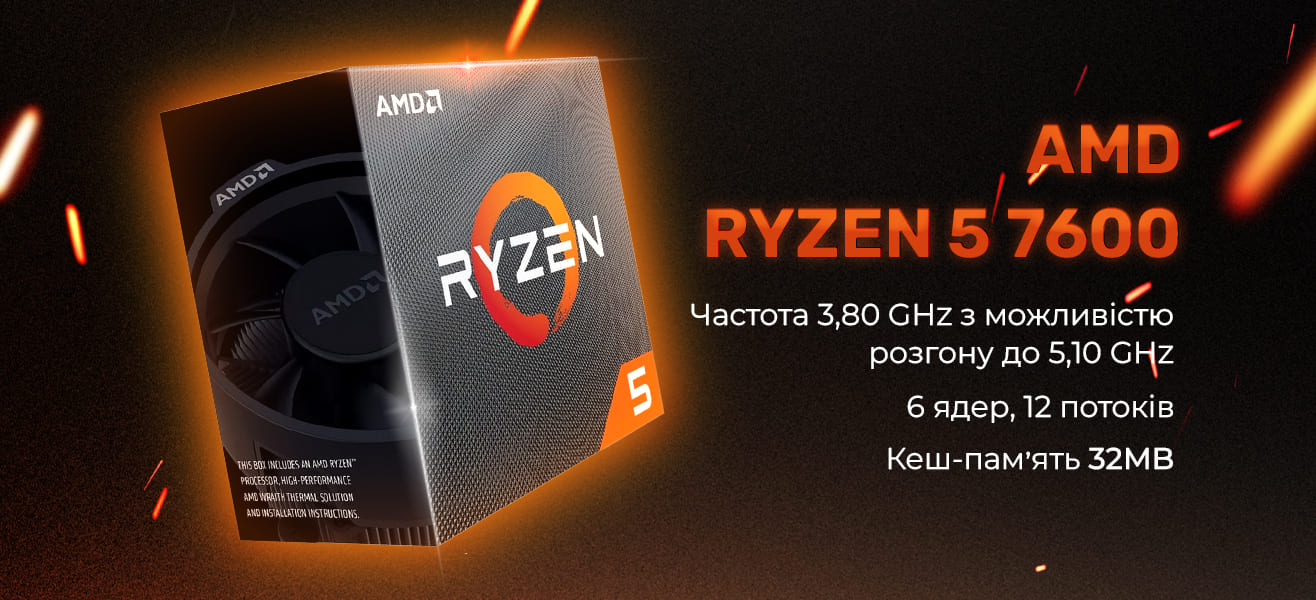 AMD
AMD
AMD
RYZEN
5
THIS BOX INCLUDES AN AMD RYZEN™
PROCESSOR, HIGH-PERFORMANCE
AMD WRAITH THERMAL SOLUTION
AND INSTALLATION INSTRUCTIONS.
AMD
RYZEN 5 7600
Частота 3,80 GHz з можливістю
розгону до 5,10 GHz
6 ядер, 12 потоків
Кеш-пам’ять 32MB